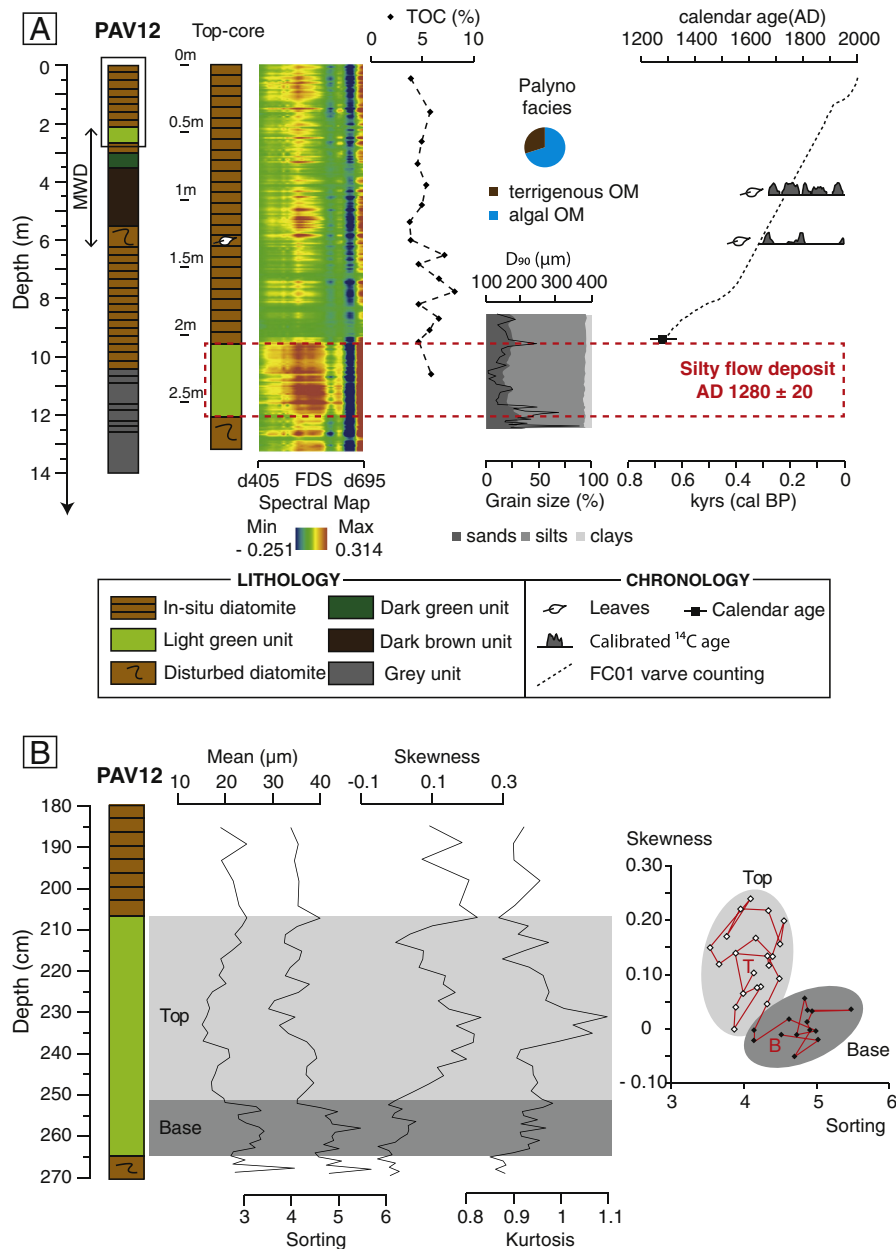 A
PAV12
Top-core
TOC (%)
0 5 10
calendar age(AD)
1200 1400 1600 1800 2000
0
2
4
6
8
10
12
14
Depth (m)
MWD
0m
0.5m
1m
1.5m
2m
2.5m
Palyno
facies
terrigenous OM
algal OM
D₉₀ (µm)
100 200 300 400
Silty flow deposit
AD 1280 ± 20
d405 FDS d695
Spectral Map
Min Max
- 0.251 0.314
0 50 100
Grain size (%)
sands silts clays
0.8 0.6 0.4 0.2 0
kyrs (cal BP)
LITHOLOGY
In-situ diatomite
Light green unit
Disturbed diatomite
Dark green unit
Dark brown unit
Grey unit
CHRONOLOGY
Leaves
Calendar age
Calibrated ¹⁴C age
FC01 varve counting
B
PAV12
Mean (µm)
10 20 30 40
Skewness
-0.1 0.1 0.3
180
190
200
210
220
230
240
250
260
270
Depth (cm)
Top
Base
3 4 5 6
Sorting
0.8 0.9 1 1.1
Kurtosis
Skewness
0.30
0.20
0.10
0
- 0.10
Top
T
B
Base
3 4 5 6
Sorting